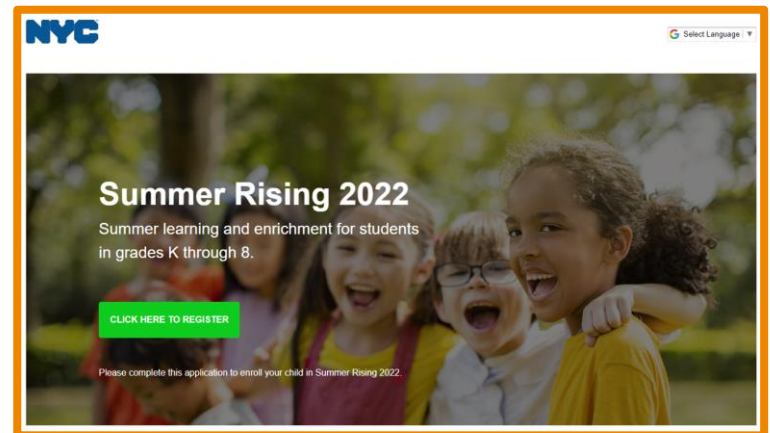 NYC
Select Language ▼
Summer Rising 2022
Summer learning and enrichment for students
in grades K through 8.
CLICK HERE TO REGISTER
Please complete this application to enroll your child in Summer Rising 2022.